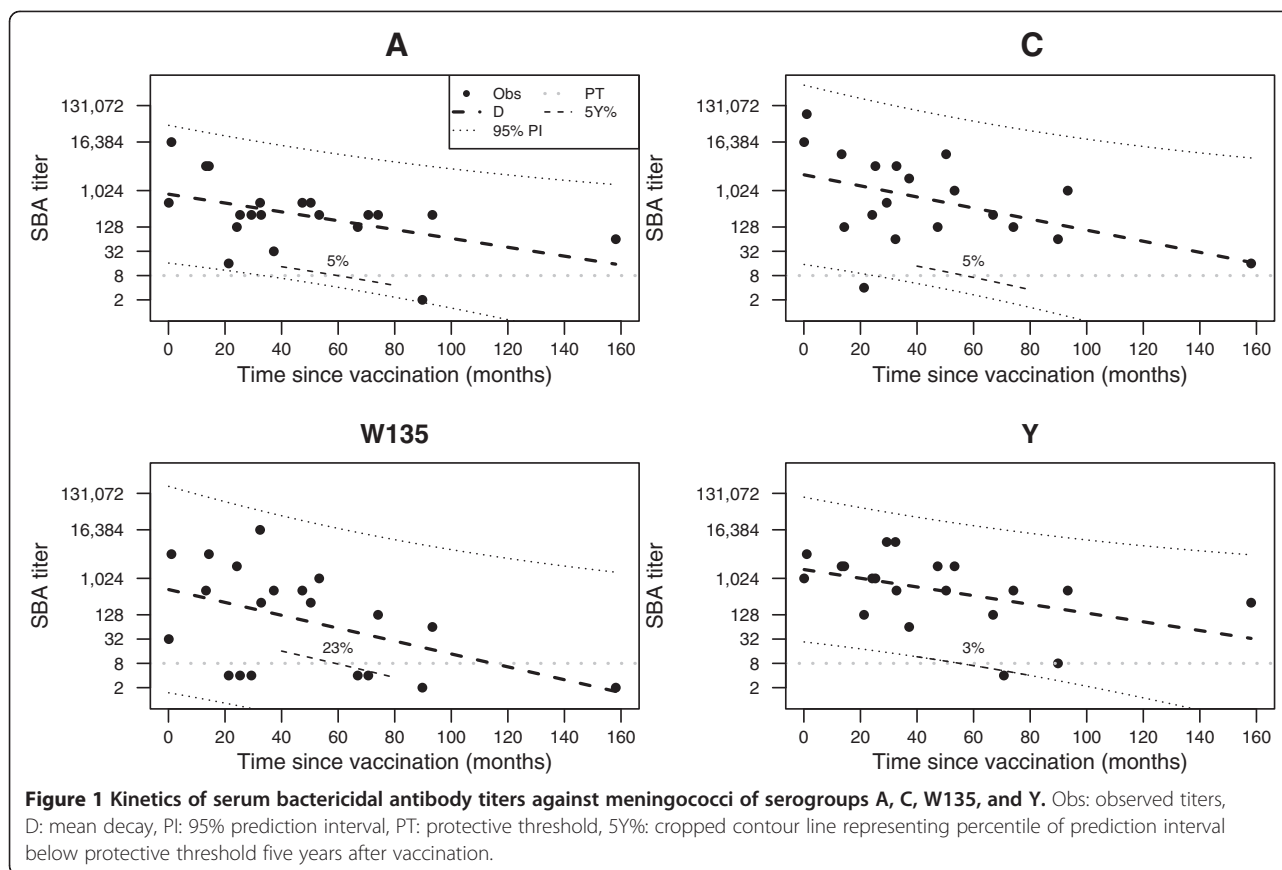 A
Obs PT
D 5Y%
95% PI
SBA titer
131,072
16,384
1,024
128
32
8
2
5%
0 20 40 60 80 100 120 140 160
Time since vaccination (months)
C
SBA titer
131,072
16,384
1,024
128
32
8
2
5%
0 20 40 60 80 100 120 140 160
Time since vaccination (months)
W135
SBA titer
131,072
16,384
1,024
128
32
8
2
23%
0 20 40 60 80 100 120 140 160
Time since vaccination (months)
Y
SBA titer
131,072
16,384
1,024
128
32
8
2
3%
0 20 40 60 80 100 120 140 160
Time since vaccination (months)
Figure 1 Kinetics of serum bactericidal antibody titers against meningococci of serogroups A, C, W135, and Y. Obs: observed titers,
D: mean decay, PI: 95% prediction interval, PT: protective threshold, 5Y%: cropped contour line representing percentile of prediction interval
below protective threshold five years after vaccination.